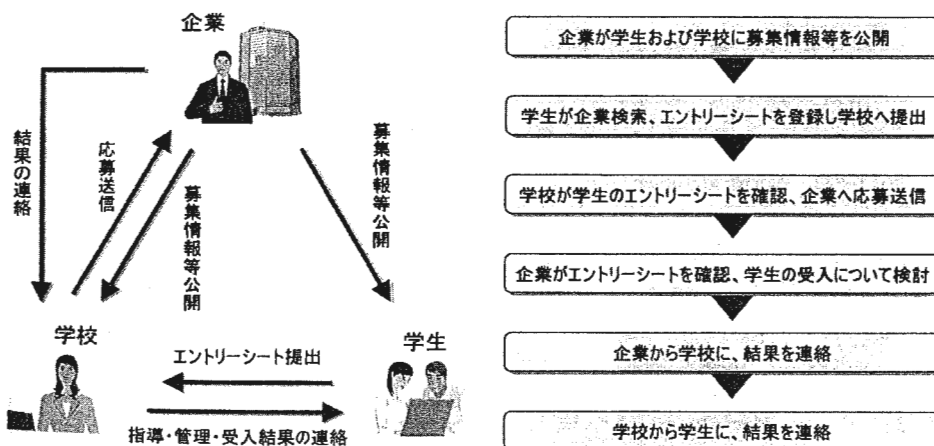 企業
結果の連絡
応募送信
募集情報等公開
募集情報等公開
学校
学生
エントリーシート提出
指導・管理・受入結果の連絡
企業が学生および学校に募集情報等を公開
学生が企業検索、エントリーシートを登録し学校へ提出
学校が学生のエントリーシートを確認、企業へ応募送信
企業がエントリーシートを確認、学生の受入について検討
企業から学校に、結果を連絡
学校から学生に、結果を連絡